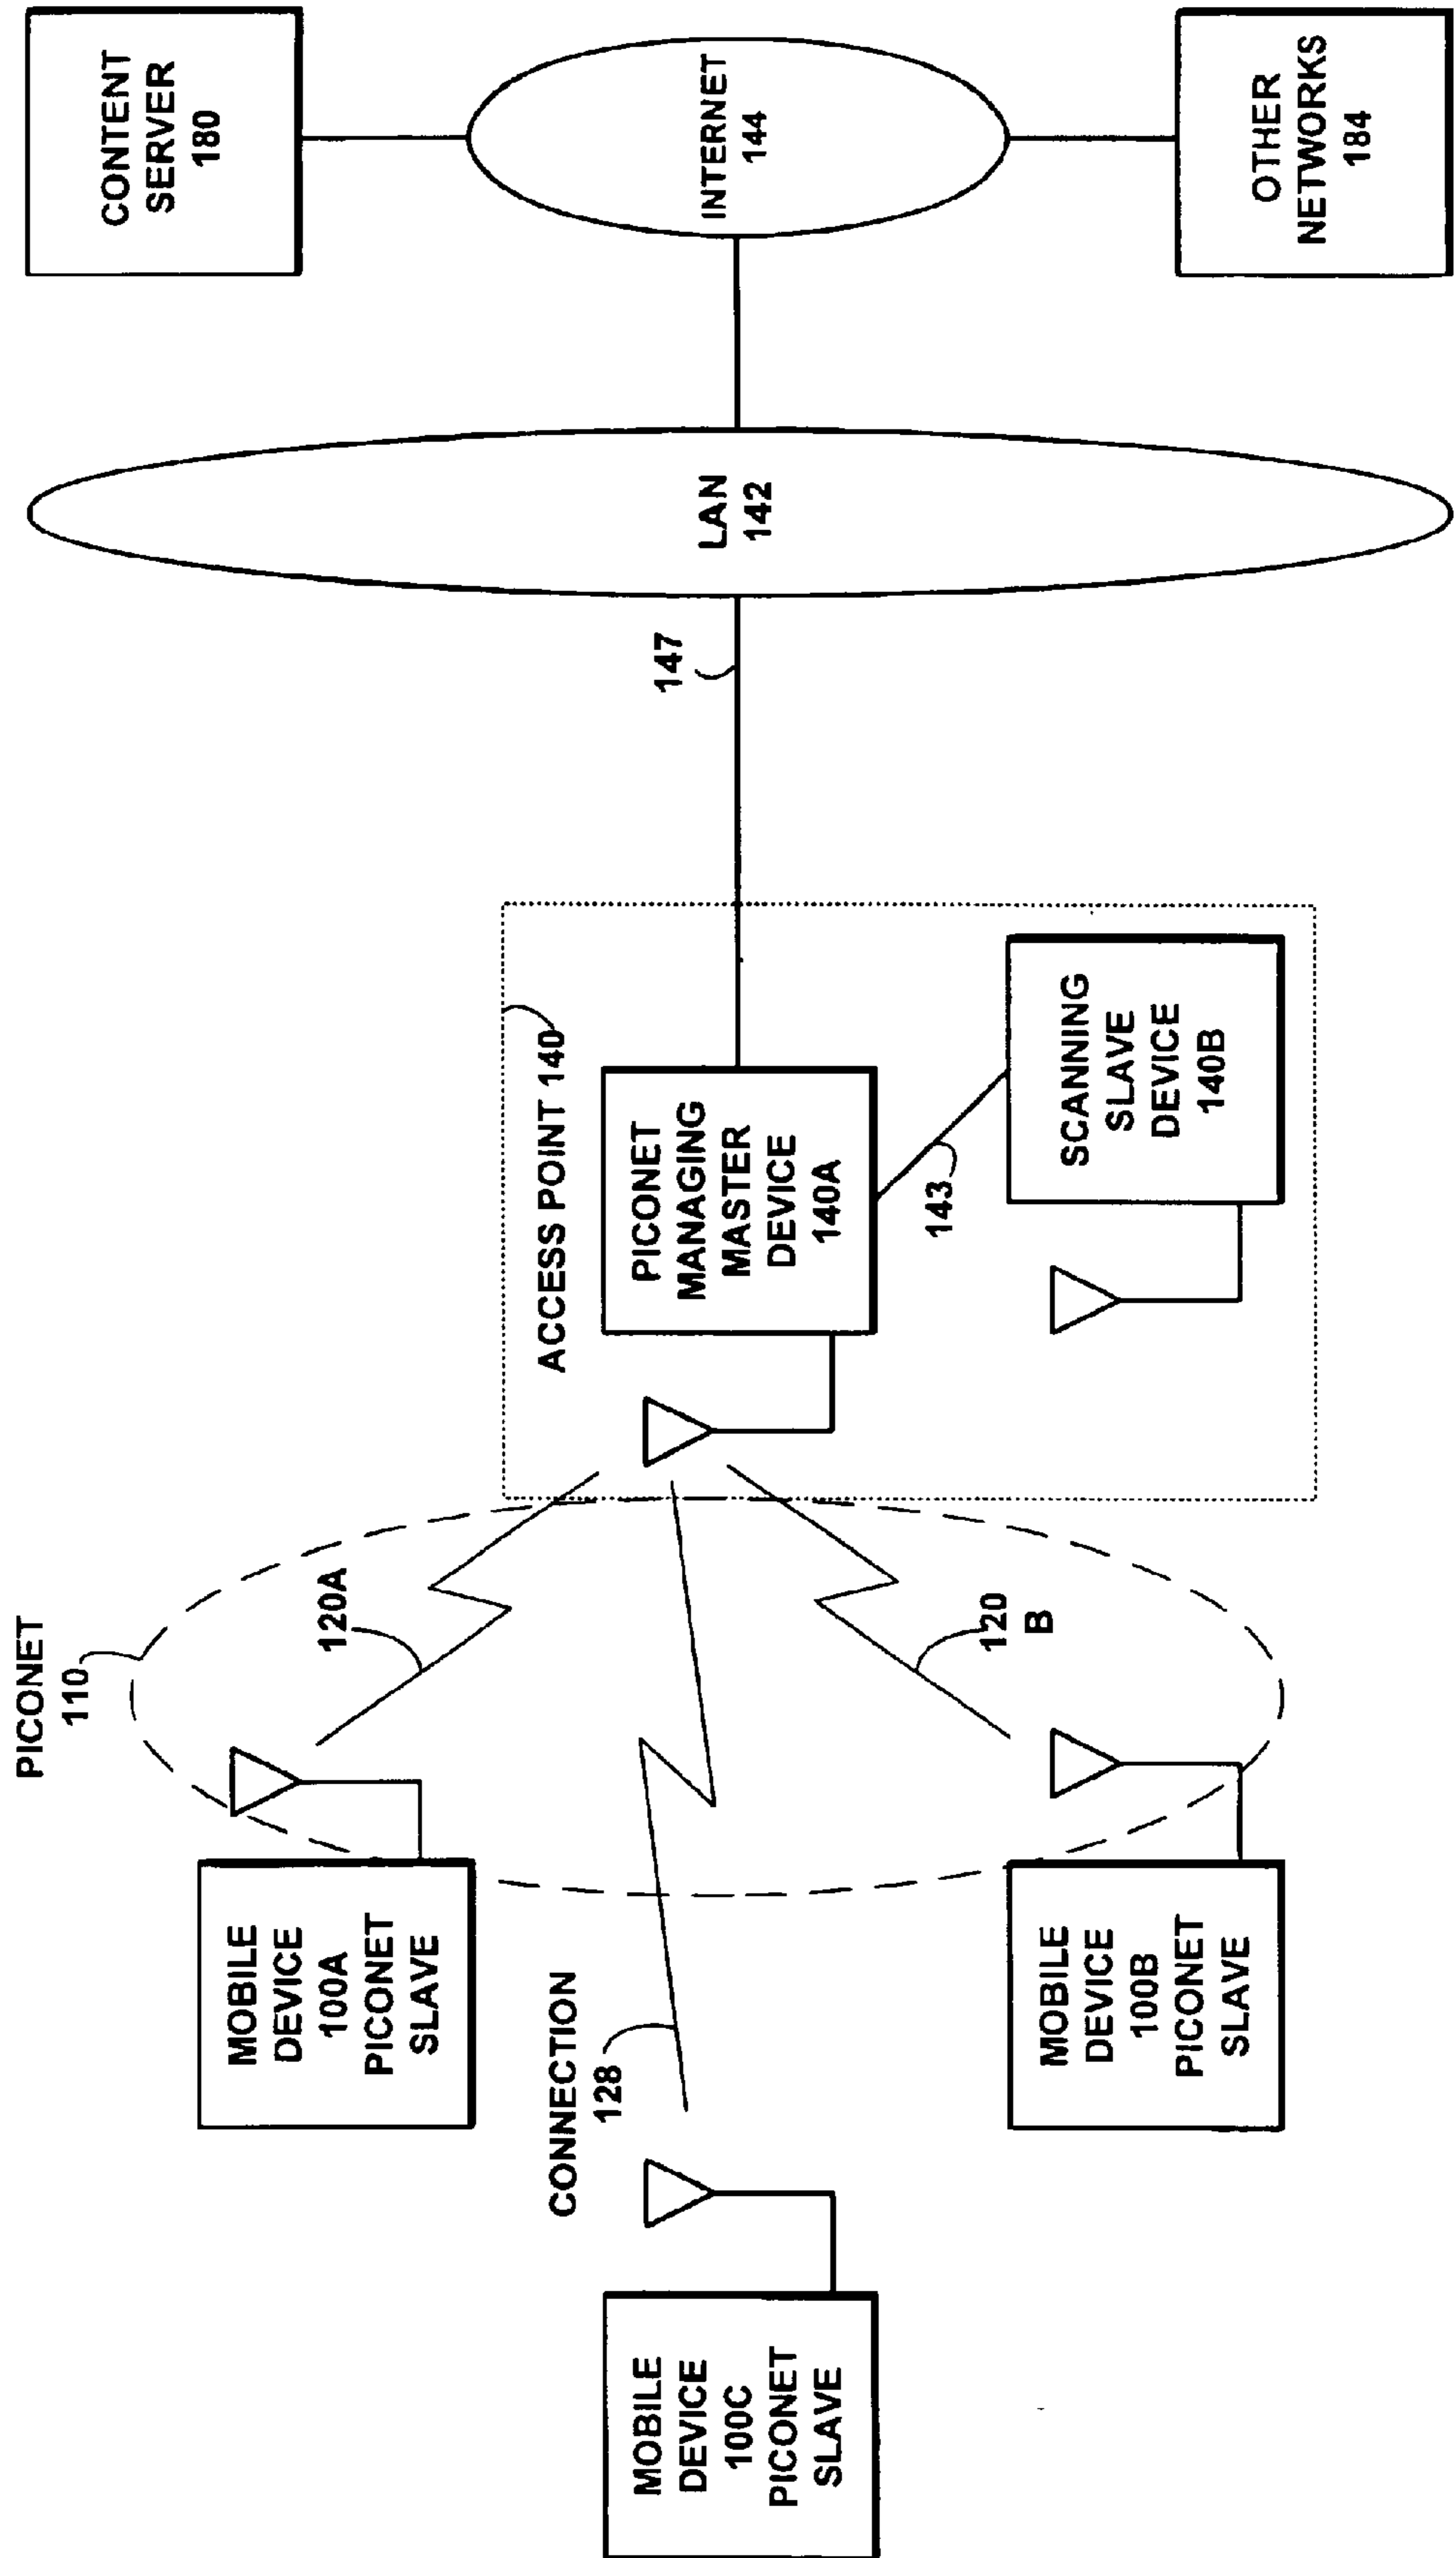 PICONET
110
MOBILE
DEVICE
100A
PICONET
SLAVE
120A
CONTENT
SERVER
180
CONNECTION
128
ACCESS POINT 140
MOBILE
DEVICE
100C
PICONET
SLAVE
PICONET
MANAGING
MASTER
DEVICE
140A
147
LAN
142
INTERNET
144
143
120
B
MOBILE
DEVICE
100B
PICONET
SLAVE
SCANNING
SLAVE
DEVICE
140B
OTHER
NETWORKS
184